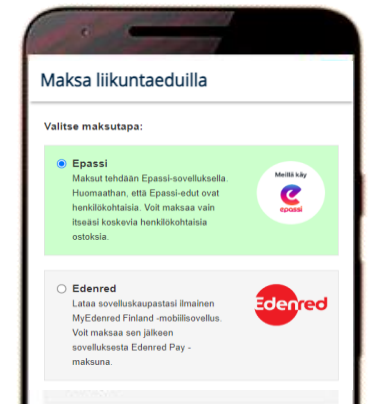 Maksa liikuntaeduilla
Valitse maksutapa:
Epassi
Maksut tehdään Epassi-sovelluksella.
Huomaathan, että Epassi-edut ovat
henkilökohtaisia. Voit maksaa vain
itseäsi koskevia henkilökohtaisia
ostoksia.
Meillä käy
epassi
Edenred
Lataa sovelluskaupastasi ilmainen
MyEdenred Finland -mobiilisovellus.
Voit maksaa sen jälkeen
sovelluksesta Edenred Pay -
maksuna.
Edenred